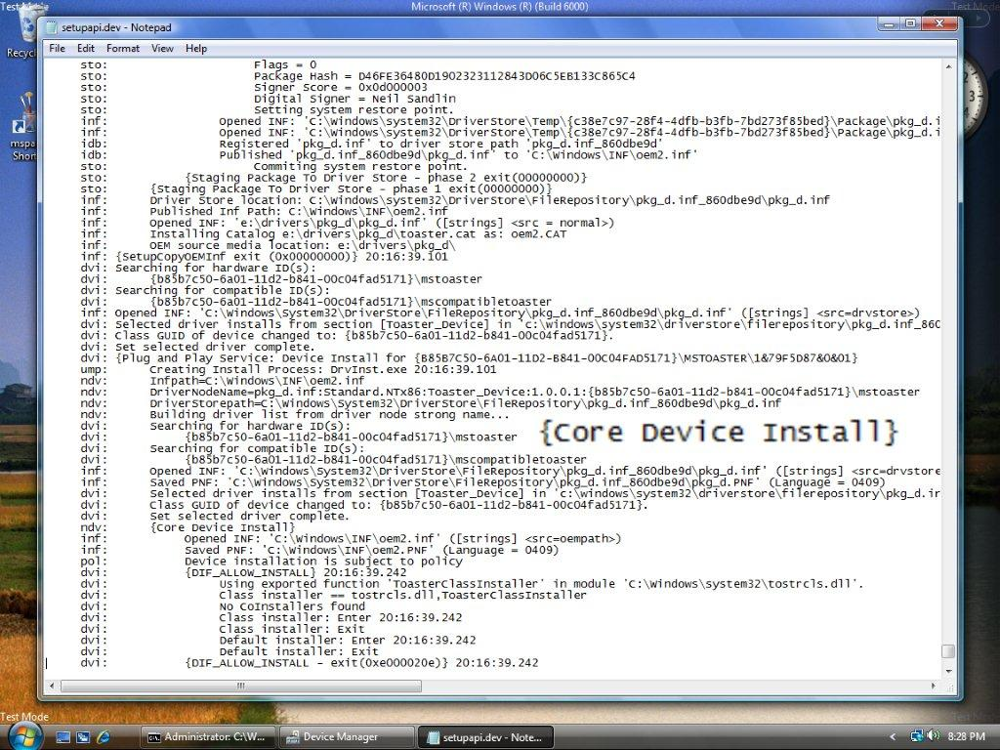 Test Mode
Microsoft (R) Windows (R) (Build 6000)
Test Mode
Recyc
mspa
Short
setupapi.dev - Notepad
File Edit Format View Help
sto: Flags = 0
sto: Package Hash = D46FE36480D1902323112843D06C5EB133C865C4
sto: Signer Score = 0x0d000003
sto: Digital Signer = Neil Sandlin
sto: Setting system restore point.
inf: Opened INF: 'C:\Windows\system32\DriverStore\Temp\{c38e7c97-28f4-4dfb-b3fb-7bd273f85bed}\Package\pkg_d.i
inf: Opened INF: 'C:\Windows\system32\DriverStore\Temp\{c38e7c97-28f4-4dfb-b3fb-7bd273f85bed}\Package\pkg_d.i
idb: Registered 'pkg_d.inf' to driver store path 'pkg_d.inf_860dbe9d'
idb: Published 'pkg_d.inf_860dbe9d\pkg_d.inf' to 'C:\Windows\INF\oem2.inf'
sto: Commiting system restore point.
sto: {Staging Package To Driver Store - phase 2 exit(00000000)}
sto: {Staging Package To Driver Store - phase 1 exit(00000000)}
inf: Driver Store location: C:\Windows\system32\DriverStore\FileRepository\pkg_d.inf_860dbe9d\pkg_d.inf
inf: Published Inf Path: C:\Windows\INF\oem2.inf
inf: Opened INF: 'e:\drivers\pkg_d\pkg_d.inf' ([strings] <src = normal>)
inf: Installing Catalog e:\drivers\pkg_d\toaster.cat as: oem2.CAT
inf: OEM source media location: e:\drivers\pkg_d\
inf: {SetupCopyOEMInf exit (0x00000000)} 20:16:39.101
dvi: Searching for hardware ID(s):
dvi: {b85b7c50-6a01-11d2-b841-00c04fad5171}\mstoaster
dvi: Searching for compatible ID(s):
dvi: {b85b7c50-6a01-11d2-b841-00c04fad5171}\mscompatibletoaster
inf: Opened INF: 'C:\Windows\System32\DriverStore\FileRepository\pkg_d.inf_860dbe9d\pkg_d.inf' ([strings] <src=drvstore>)
dvi: Selected driver installs from section [Toaster_Device] in 'c:\windows\system32\driverstore\filerepository\pkg_d.inf_860
dvi: Class GUID of device changed to: {b85b7c50-6a01-11d2-b841-00c04fad5171}.
dvi: Set selected driver complete.
dvi: {Plug and Play Service: Device Install for {B85B7C50-6A01-11D2-B841-00C04FAD5171}\MSTOASTER\1&79F5D87&0&01}
ump: Creating Install Process: DrvInst.exe 20:16:39.101
ndv: Infpath=C:\Windows\INF\oem2.inf
ndv: DriverNodeName=pkg_d.inf:Standard.NTx86:Toaster_Device:1.0.0.1:{b85b7c50-6a01-11d2-b841-00c04fad5171}\mstoaster
ndv: DriverStorepath=C:\Windows\System32\DriverStore\FileRepository\pkg_d.inf_860dbe9d\pkg_d.inf
ndv: Building driver list from driver node strong name...
dvi: Searching for hardware ID(s):
dvi: {b85b7c50-6a01-11d2-b841-00c04fad5171}\mstoaster
{Core Device Install}
dvi: Searching for compatible ID(s):
dvi: {b85b7c50-6a01-11d2-b841-00c04fad5171}\mscompatibletoaster
inf: Opened INF: 'C:\Windows\System32\DriverStore\FileRepository\pkg_d.inf_860dbe9d\pkg_d.inf' ([strings] <src=drvstore
inf: Saved PNF: 'C:\Windows\System32\DriverStore\FileRepository\pkg_d.inf_860dbe9d\pkg_d.PNF' (Language = 0409)
dvi: Selected driver installs from section [Toaster_Device] in 'c:\windows\system32\driverstore\filerepository\pkg_d.in
dvi: Class GUID of device changed to: {b85b7c50-6a01-11d2-b841-00c04fad5171}.
dvi: Set selected driver complete.
ndv: {Core Device Install}
inf: Opened INF: 'C:\Windows\INF\oem2.inf' ([strings] <src=oempath>)
inf: Saved PNF: 'C:\Windows\INF\oem2.PNF' (Language = 0409)
pol: Device installation is subject to policy
dvi: {DIF_ALLOW_INSTALL} 20:16:39.242
dvi: Using exported function 'ToasterClassInstaller' in module 'C:\Windows\system32\tostrcls.dll'.
dvi: Class installer == tostrcls.dll,ToasterClassInstaller
dvi: No CoInstallers found
dvi: Class installer: Enter 20:16:39.242
dvi: Class installer: Exit
dvi: Default installer: Enter 20:16:39.242
dvi: Default installer: Exit
dvi: {DIF_ALLOW_INSTALL - exit(0xe000020e)} 20:16:39.242
Test Mode
Test Mode
Administrator: C:\W...
Device Manager
setupapi.dev - Note...
8:28 PM